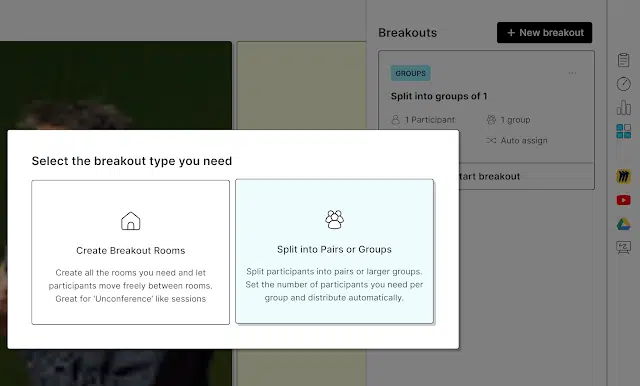 Breakouts
+ New breakout
GROUPS
Split into groups of 1
1 Participant
1 group
Auto assign
tart breakout
Select the breakout type you need
Create Breakout Rooms
Create all the rooms you need and let
participants move freely between rooms.
Great for ‘Unconference’ like sessions
Split into Pairs or Groups
Split participants into pairs or larger groups.
Set the number of participants you need per
group and distribute automatically.